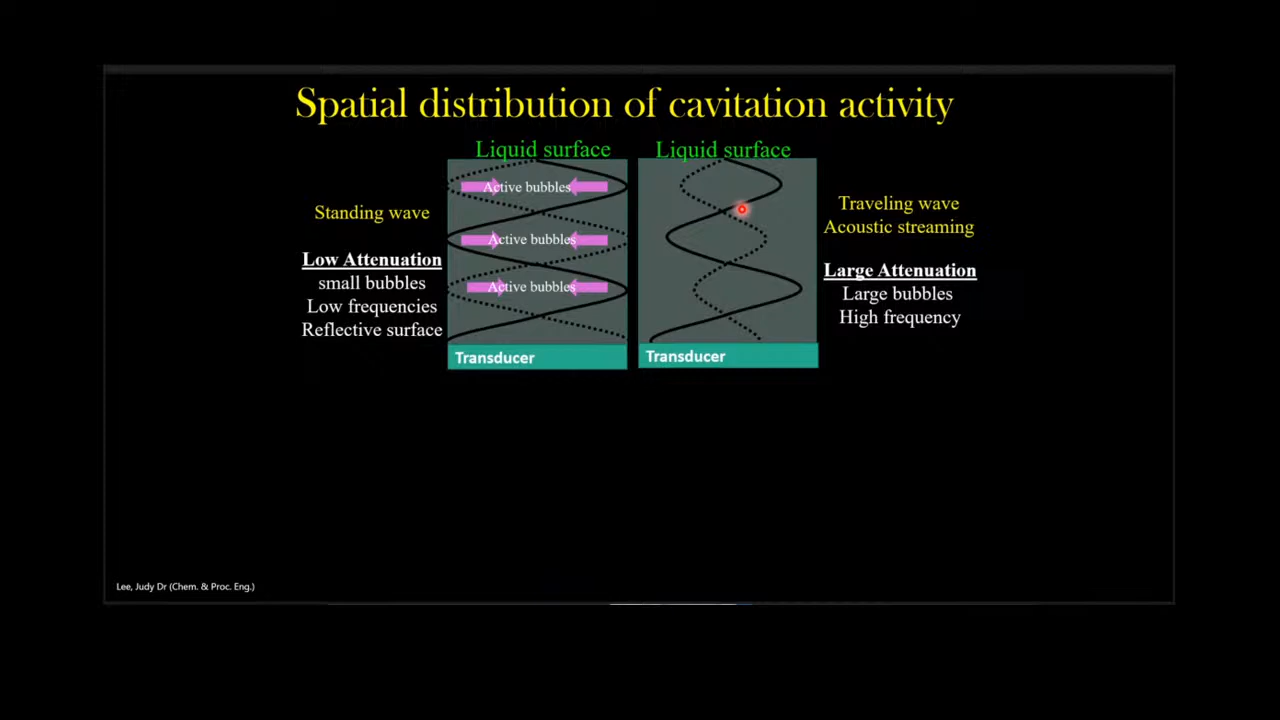 Spatial distribution of cavitation activity
Liquid surface
Liquid surface
Standing wave
Low Attenuation
small bubbles
Low frequencies
Reflective surface
Active bubbles
Active bubbles
Active bubbles
Transducer
Transducer
Traveling wave
Acoustic streaming
Large Attenuation
Large bubbles
High frequency
Lee, Judy Dr (Chem. & Proc. Eng.)